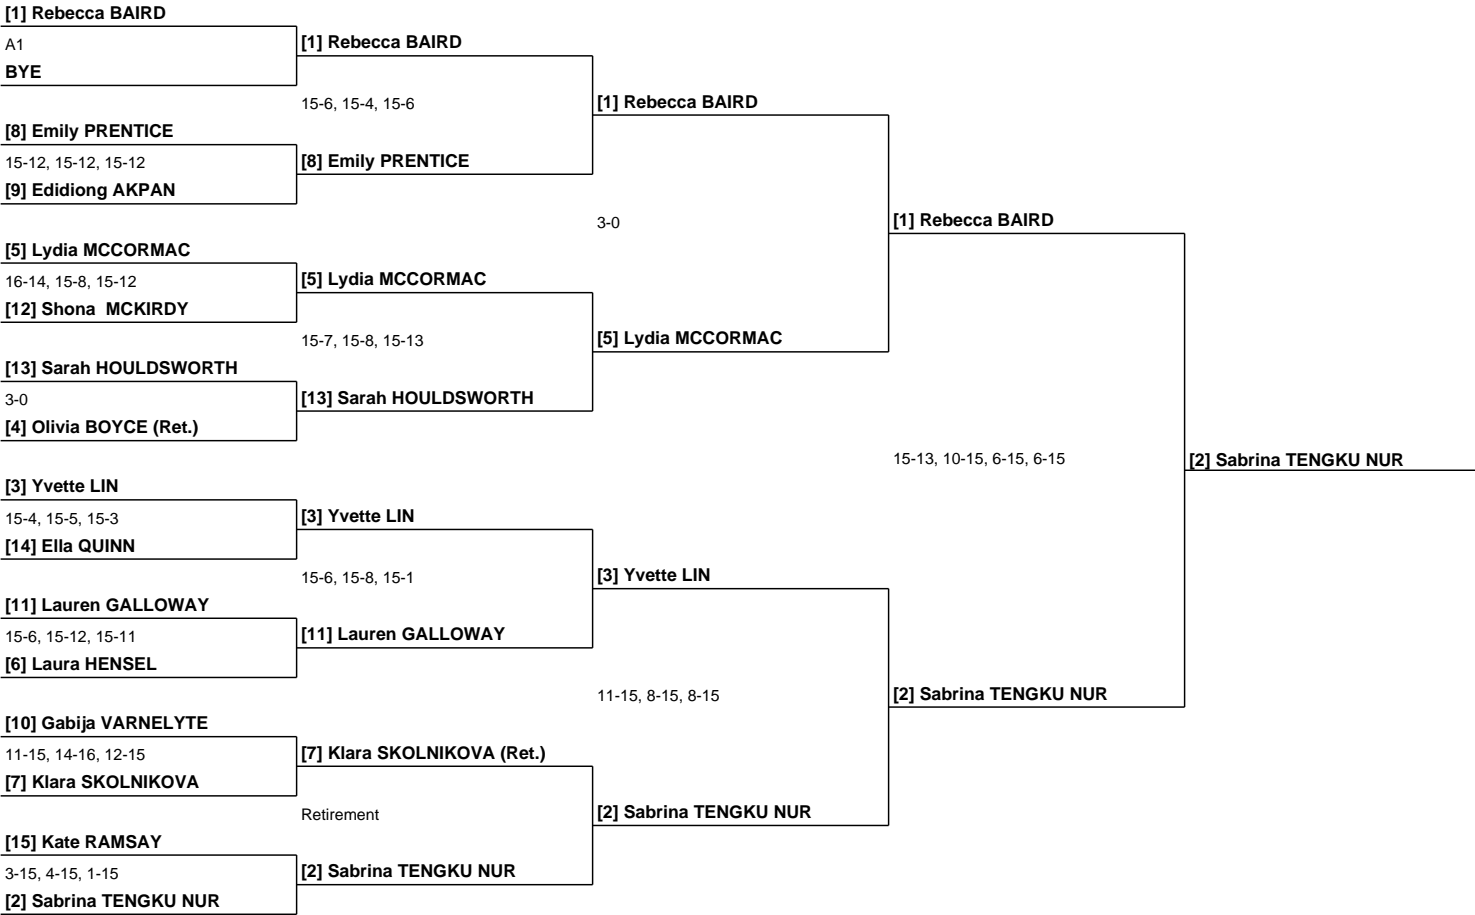 [1] Rebecca BAIRD
A1
BYE
[8] Emily PRENTICE
15-12, 15-12, 15-12
[9] Edidiong AKPAN
[5] Lydia MCCORMAC
16-14, 15-8, 15-12
[12] Shona  MCKIRDY
[13] Sarah HOULDSWORTH
3-0
[4] Olivia BOYCE (Ret.)
[3] Yvette LIN
15-4, 15-5, 15-3
[14] Ella QUINN
[11] Lauren GALLOWAY
15-6, 15-12, 15-11
[6] Laura HENSEL
[10] Gabija VARNELYTE
11-15, 14-16, 12-15
[7] Klara SKOLNIKOVA
[15] Kate RAMSAY
3-15, 4-15, 1-15
[2] Sabrina TENGKU NUR
[1] Rebecca BAIRD
15-6, 15-4, 15-6
[8] Emily PRENTICE
[5] Lydia MCCORMAC
15-7, 15-8, 15-13
[13] Sarah HOULDSWORTH
[3] Yvette LIN
15-6, 15-8, 15-1
[11] Lauren GALLOWAY
[7] Klara SKOLNIKOVA (Ret.)
Retirement
[2] Sabrina TENGKU NUR
[1] Rebecca BAIRD
3-0
[5] Lydia MCCORMAC
[3] Yvette LIN
11-15, 8-15, 8-15
[2] Sabrina TENGKU NUR
[1] Rebecca BAIRD
15-13, 10-15, 6-15, 6-15
[2] Sabrina TENGKU NUR
[2] Sabrina TENGKU NUR